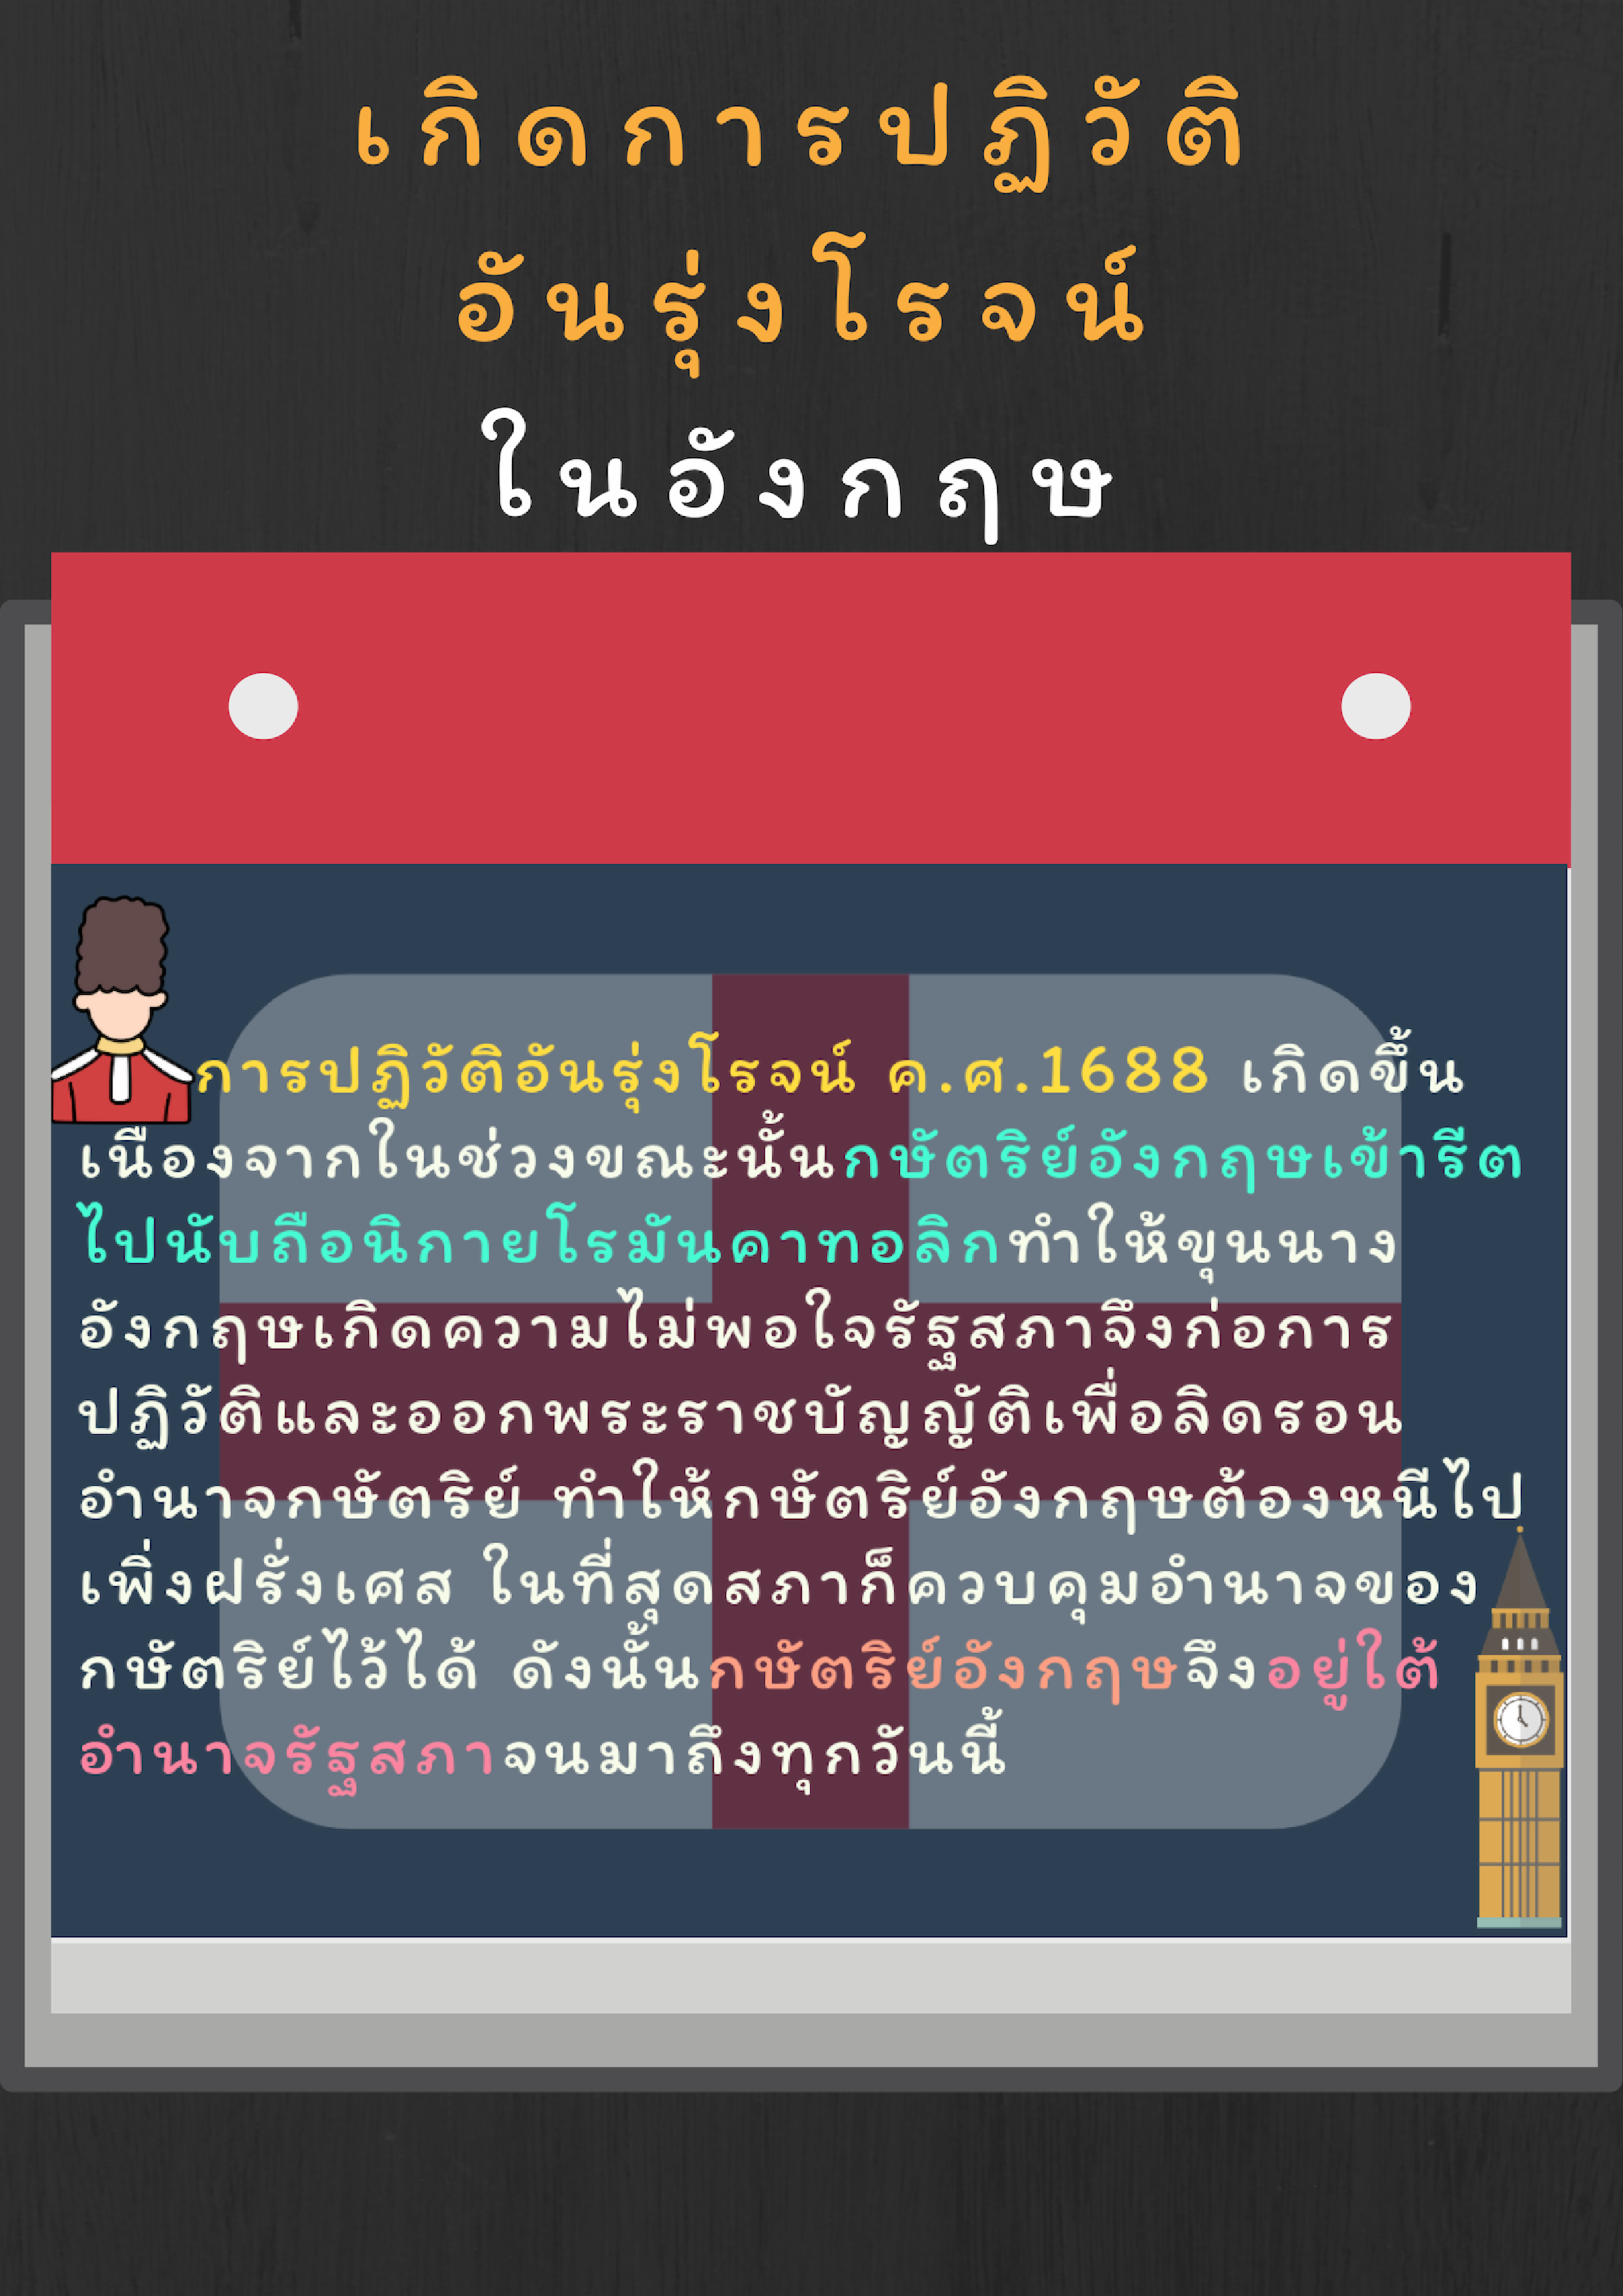 เกิดการปฏิวัติ
อันรุ่งโรจน์
ในอังกฤษ
การปฏิวัติอันรุ่งโรจน์ ค.ศ.1688 เกิดขึ้น
เนื่องจากในช่วงขณะนั้นกษัตริย์อังกฤษเข้ารีต
ไปนับถือนิกายโรมันคาทอลิกทำให้ขุนนาง
อังกฤษเกิดความไม่พอใจรัฐสภาจึงก่อการ
ปฏิวัติและออกพระราชบัญญัติเพื่อลิดรอน
อำนาจกษัตริย์ ทำให้กษัตริย์อังกฤษต้องหนีไป
เพิ่งฝรั่งเศส ในที่สุดสภาก็ควบคุมอำนาจของ
กษัตริย์ไว้ได้ ดังนั้นกษัตริย์อังกฤษจึงอยู่ใต้
อำนาจรัฐสภาจนมาถึงทุกวันนี้